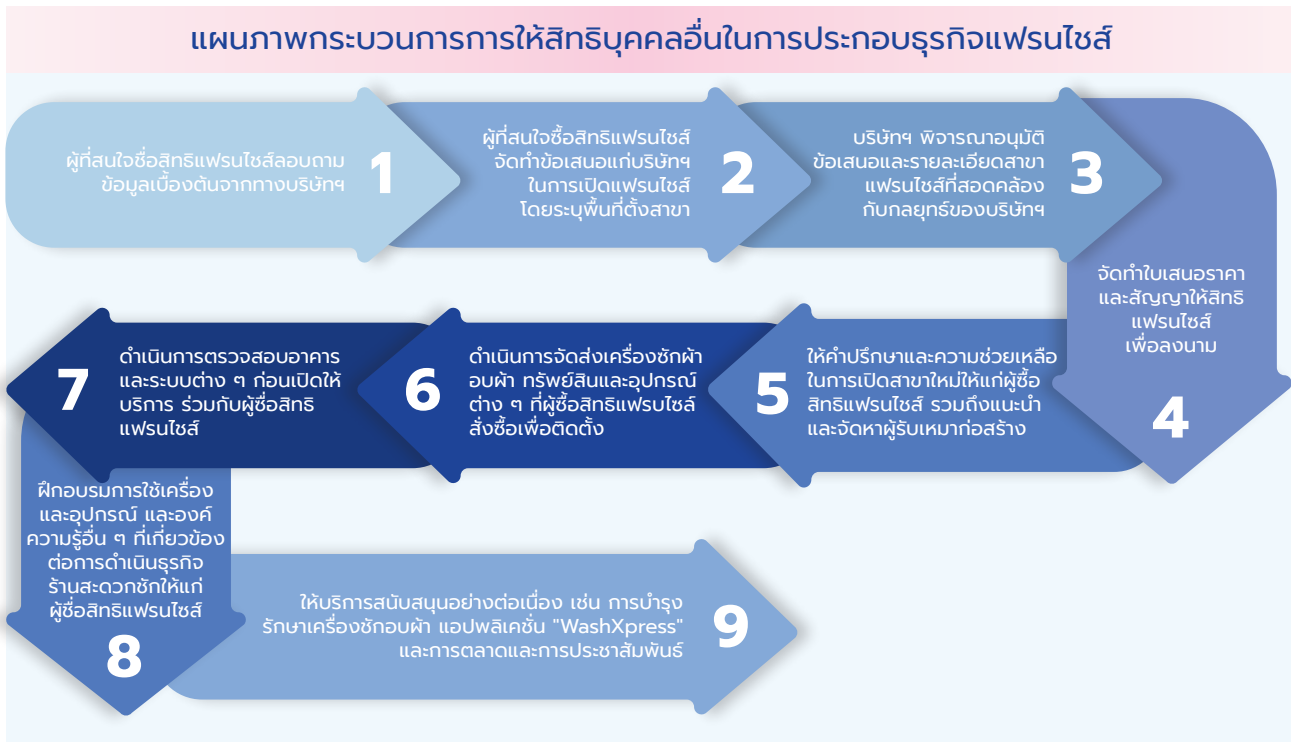 แผนภาพกระบวนการการให้สิทธิบุคคลอื่นในการประกอบธุรกิจแฟรนไชส์
ผู้ที่สนใจซื้อสิทธิแฟรนไชส์สอบถาม
ข้อมูลเบื้องต้นจากทางบริษัทฯ
1
ผู้ที่สนใจซื้อสิทธิแฟรนไชส์
จัดทำข้อเสนอแก่บริษัทฯ
ในการเปิดแฟรนไชส์
โดยระบุพื้นที่ตั้งสาขา
2
บริษัทฯ พิจารณาอนุมัติ
ข้อเสนอและรายละเอียดสาขา
แฟรนไชส์ที่สอดคล้อง
กับกลยุทธ์ของบริษัทฯ
3
จัดทำใบเสนอราคา
และสัญญาให้สิทธิ
แฟรนไชส์
เพื่อลงนาม
4
ให้คำปรึกษาและความช่วยเหลือ
ในการเปิดสาขาใหม่ให้แก่ผู้ซื้อ
สิทธิแฟรนไชส์ รวมถึงแนะนำ
และจัดหาผู้รับเหมาก่อสร้าง
5
ดำเนินการจัดส่งเครื่องซักผ้า
อบผ้า ทรัพย์สินและอุปกรณ์
ต่าง ๆ ที่ผู้ซื้อสิทธิแฟรนไชส์
สั่งซื้อเพื่อติดตั้ง
6
ดำเนินการตรวจสอบอาคาร
และระบบต่าง ๆ ก่อนเปิดให้
บริการ ร่วมกับผู้ซื้อสิทธิ
แฟรนไชส์
7
ฝึกอบรมการใช้เครื่อง
และอุปกรณ์ และองค์
ความรู้อื่น ๆ ที่เกี่ยวข้อง
ต่อการดำเนินธุรกิจ
ร้านสะดวกซักให้แก่
ผู้ซื้อสิทธิแฟรนไชส์
8
ให้บริการสนับสนุนอย่างต่อเนื่อง เช่น การบำรุง
รักษาเครื่องซักอบผ้า แอปพลิเคชั่น "WashXpress"
และการตลาดและการประชาสัมพันธ์
9